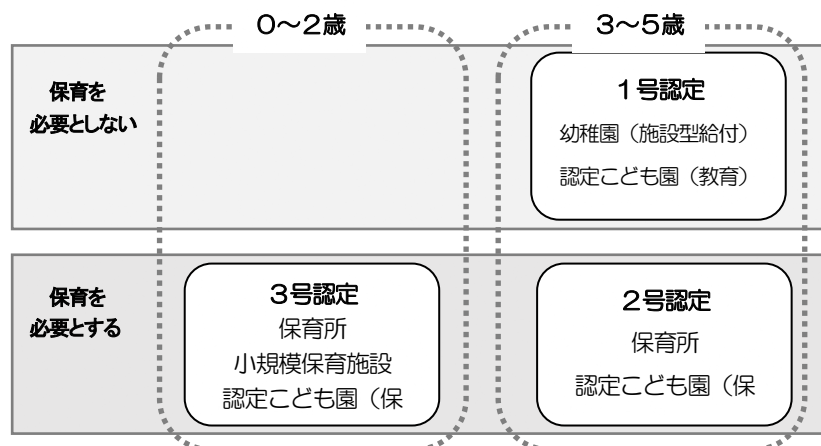 0～2歳
3～5歳
保育を
必要としない
1号認定
幼稚園（施設型給付）
認定こども園（教育）
保育を
必要とする
3号認定
保育所
小規模保育施設
認定こども園（保
2号認定
保育所
認定こども園（保